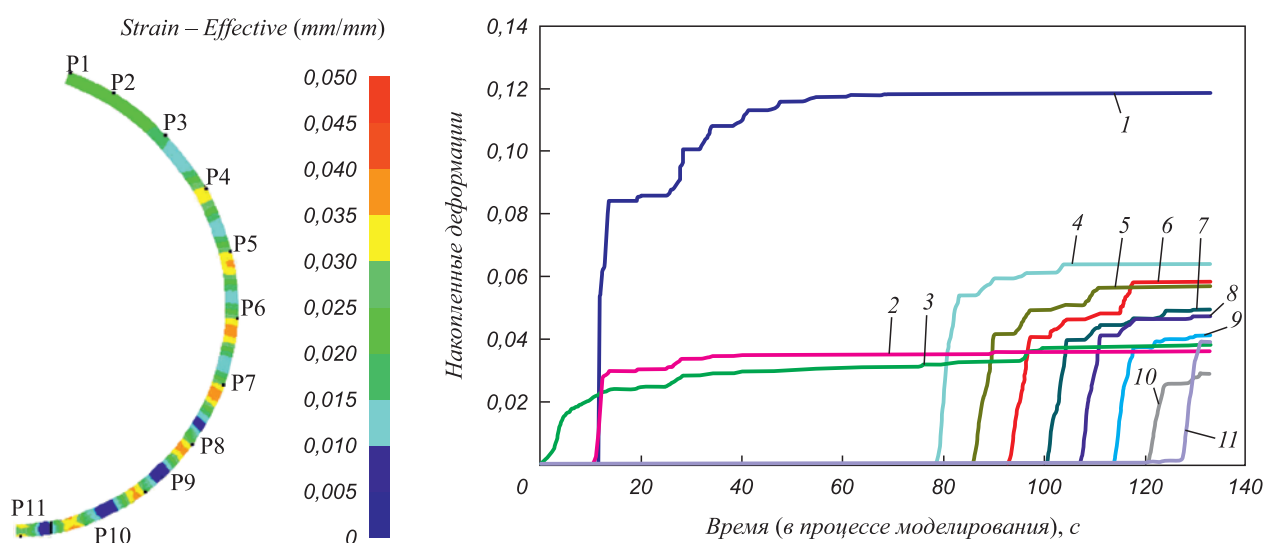 Strain – Effective (mm/mm)
P1
P2
P3
P4
P5
P6
P7
P8
P9
P10
P11
0,050
0,045
0,040
0,035
0,030
0,025
0,020
0,015
0,010
0,005
0
Накопленные деформации
0,14
0,12
0,10
0,08
0,06
0,04
0,02
0 20 40 60 80 100 120 140
Время (в процессе моделирования), с
1
2
3
4
5
6
7
8
9
10
11